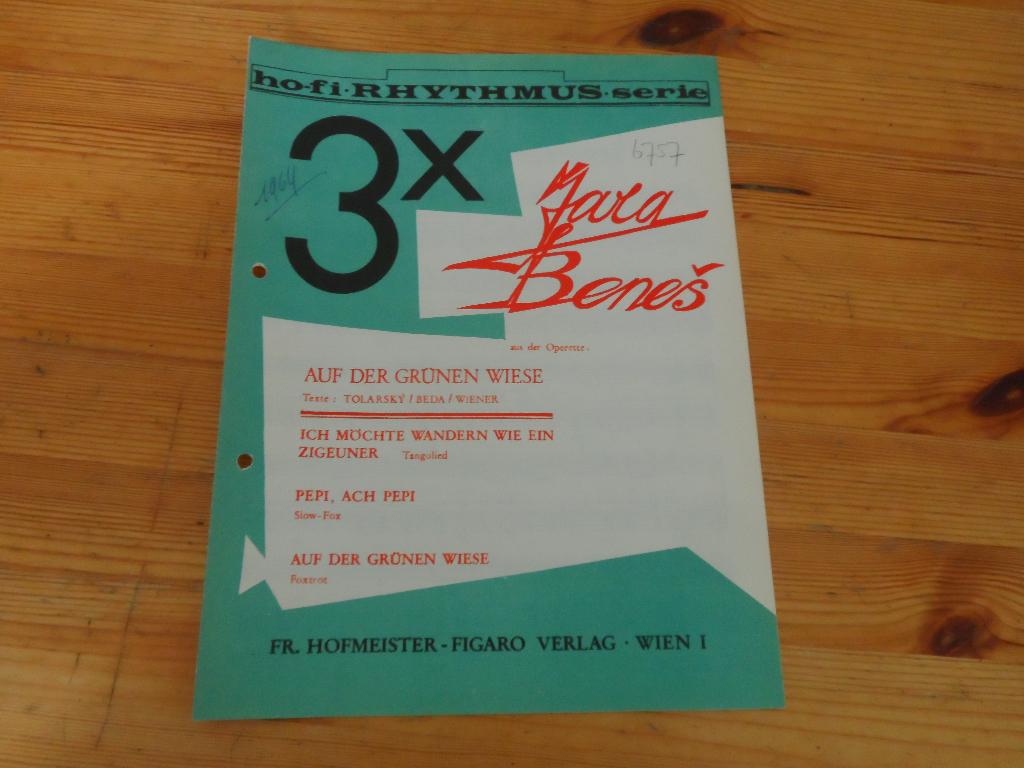 ho-fi·RHYTHMUS·serie
3x
1964
6757
Jara
Beneš
aus der Operette:
AUF DER GRÜNEN WIESE
Texte: TOLARSKÝ / BEDA / WIENER
ICH MÖCHTE WANDERN WIE EIN
ZIGEUNER Tangolied
PEPI, ACH PEPI
Slow-Fox
AUF DER GRÜNEN WIESE
Foxtrot
FR. HOFMEISTER-FIGARO VERLAG · WIEN I